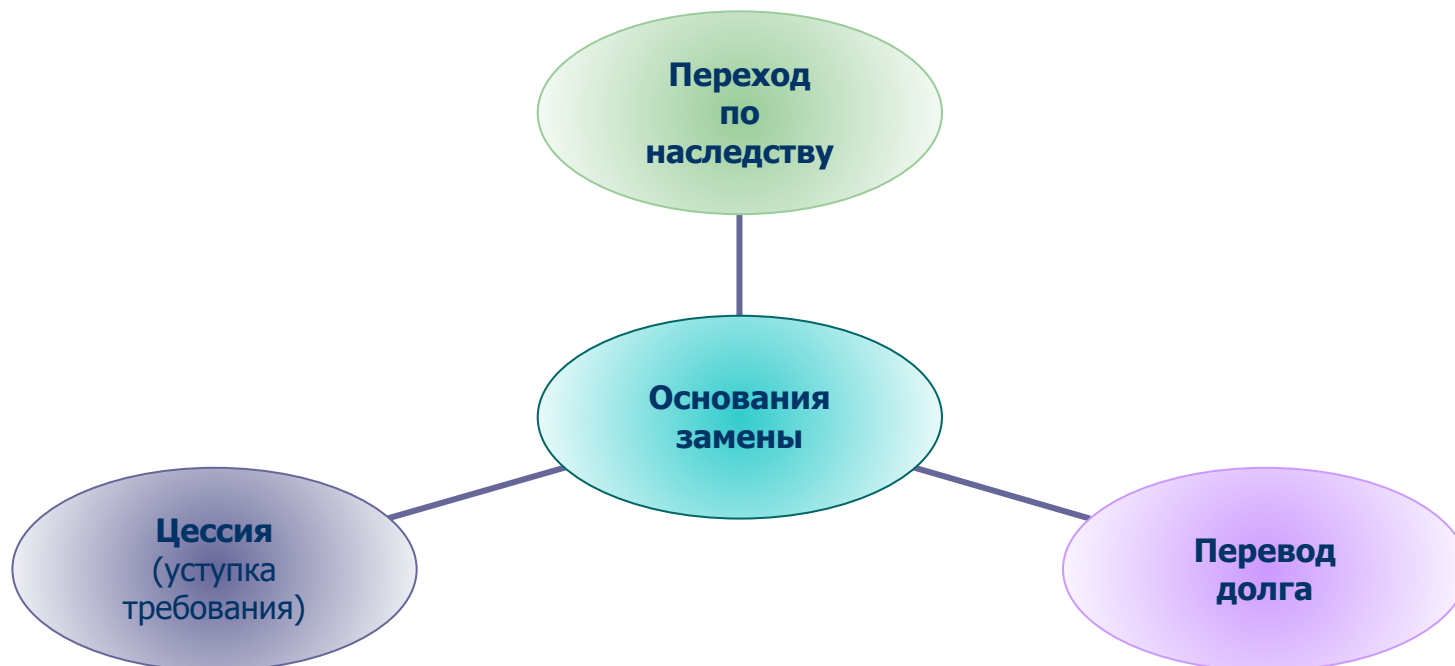 Переход
по
наследству
Основания
замены
Цессия
(уступка
требования)
Перевод
долга